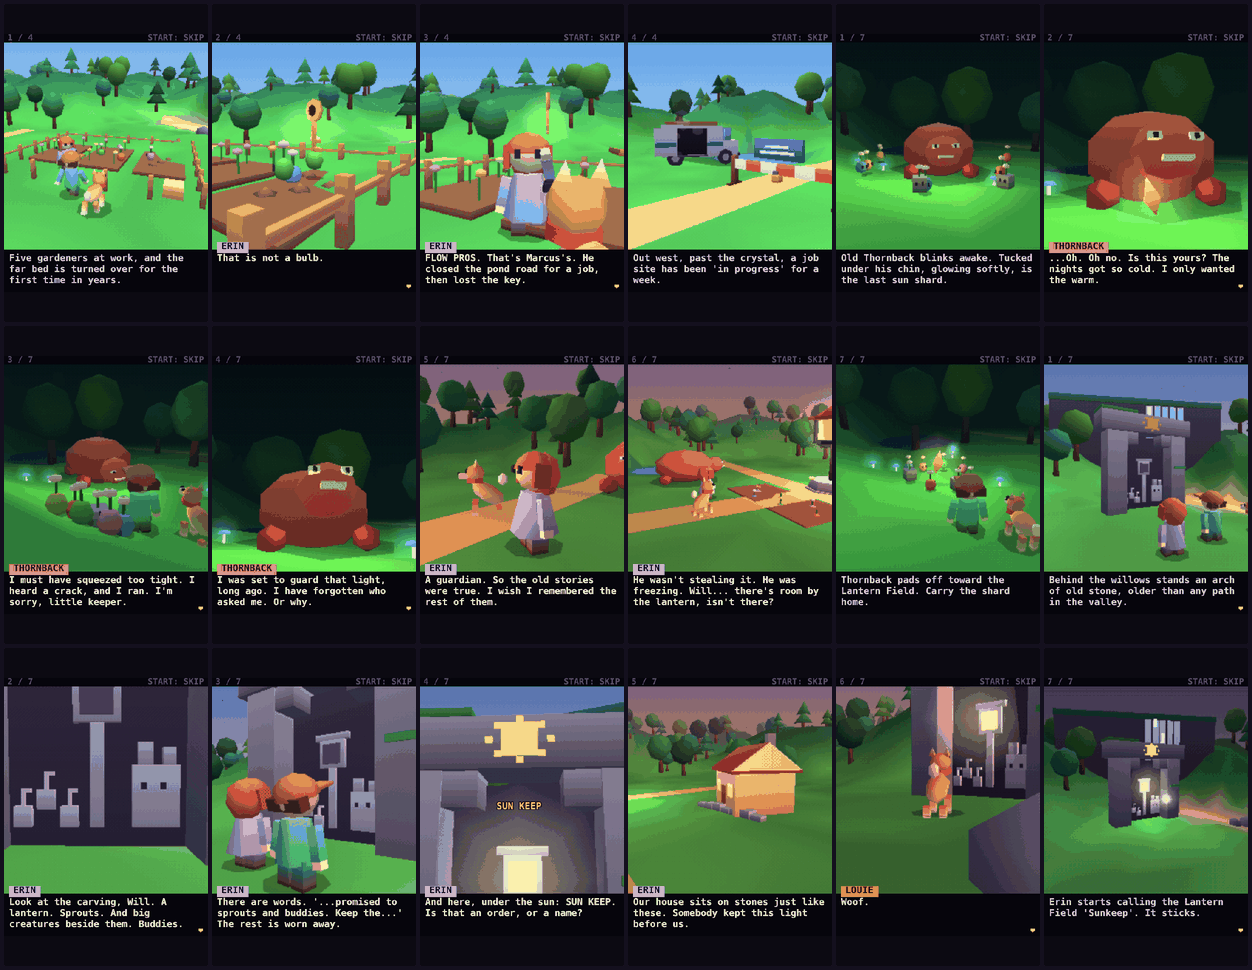 1 / 4 START: SKIP
Five gardeners at work, and the
far bed is turned over for the
first time in years.
2 / 4 START: SKIP
ERIN
That is not a bulb.
3 / 4 START: SKIP
ERIN
FLOW PROS. That's Marcus's. He
closed the pond road for a job,
then lost the key.
4 / 4 START: SKIP
Out west, past the crystal, a job
site has been 'in progress' for a
week.
1 / 7 START: SKIP
Old Thornback blinks awake. Tucked
under his chin, glowing softly, is
the last sun shard.
2 / 7 START: SKIP
THORNBACK
...Oh. Oh no. Is this yours? The
nights got so cold. I only wanted
the warm.
3 / 7 START: SKIP
THORNBACK
I must have squeezed too tight. I
heard a crack, and I ran. I'm
sorry, little keeper.
4 / 7 START: SKIP
THORNBACK
I was set to guard that light,
long ago. I have forgotten who
asked me. Or why.
5 / 7 START: SKIP
ERIN
A guardian. So the old stories
were true. I wish I remembered the
rest of them.
6 / 7 START: SKIP
ERIN
He wasn't stealing it. He was
freezing. Will... there's room by
the lantern, isn't there?
7 / 7 START: SKIP
Thornback pads off toward the
Lantern Field. Carry the shard
home.
1 / 7 START: SKIP
Behind the willows stands an arch
of old stone, older than any path
in the valley.
2 / 7 START: SKIP
ERIN
Look at the carving, Will. A
lantern. Sprouts. And big
creatures beside them. Buddies.
3 / 7 START: SKIP
ERIN
There are words. '...promised to
sprouts and buddies. Keep the...'
The rest is worn away.
4 / 7 START: SKIP
SUN KEEP
ERIN
And here, under the sun: SUN KEEP.
Is that an order, or a name?
5 / 7 START: SKIP
ERIN
Our house sits on stones just like
these. Somebody kept this light
before us.
6 / 7 START: SKIP
LOUIE
Woof.
7 / 7 START: SKIP
Erin starts calling the Lantern
Field 'Sunkeep'. It sticks.